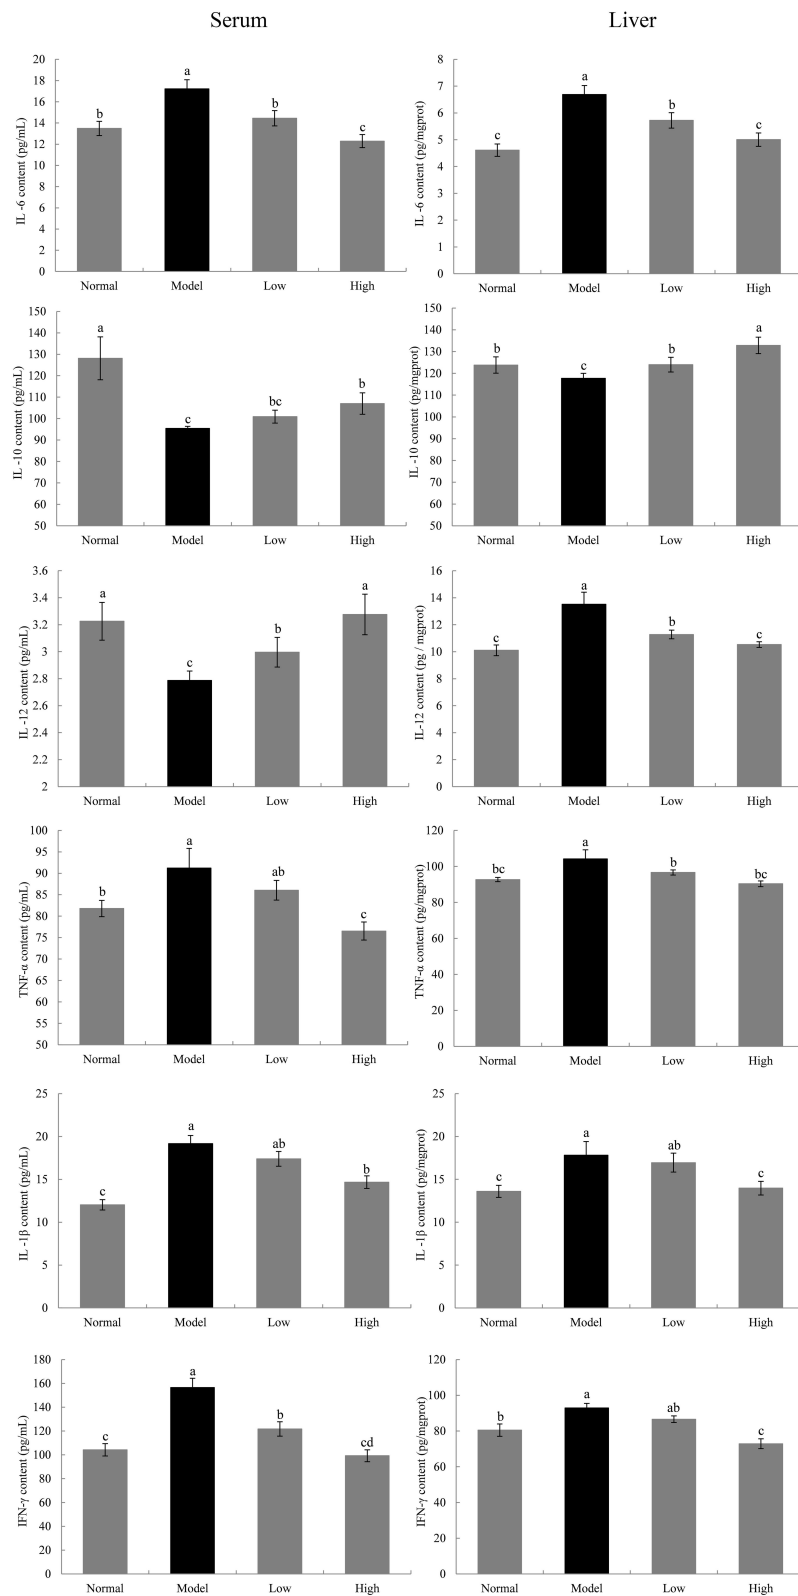 Serum
Liver
IL -6 content (pg/mL)
20
18
16
14
12
10
8
6
4
2
0
b
a
b
c
Normal Model Low High
IL -6 content (pg/mgprot)
8
7
6
5
4
3
2
1
0
c
a
b
c
Normal Model Low High
IL -10 content (pg/mL)
150
140
130
120
110
100
90
80
70
60
50
a
c
bc
b
Normal Model Low High
IL -10 content (pg/mgprot)
150
140
130
120
110
100
90
80
70
60
50
b
c
b
a
Normal Model Low High
IL -12 content (pg/mL)
3.6
3.4
3.2
3
2.8
2.6
2.4
2.2
2
a
c
b
a
Normal Model Low High
IL-12 content (pg / mgprot)
16
14
12
10
8
6
4
2
0
c
a
b
c
Normal Model Low High
TNF-α content (pg/mL)
100
95
90
85
80
75
70
65
60
55
50
b
a
ab
c
Normal Model Low High
TNF-α content (pg/mgprot)
120
100
80
60
40
20
0
bc
a
b
bc
Normal Model Low High
IL -1β content (pg/mL)
25
20
15
10
5
0
c
a
ab
b
Normal Model Low High
IL -1β content (pg/mgprot)
25
20
15
10
5
0
c
a
ab
c
Normal Model Low High
IFN-γ content (pg/mL)
180
160
140
120
100
80
60
40
20
0
c
a
b
cd
Normal Model Low High
IFN-γ content (pg/mgprot)
120
100
80
60
40
20
0
b
a
ab
c
Normal Model Low High